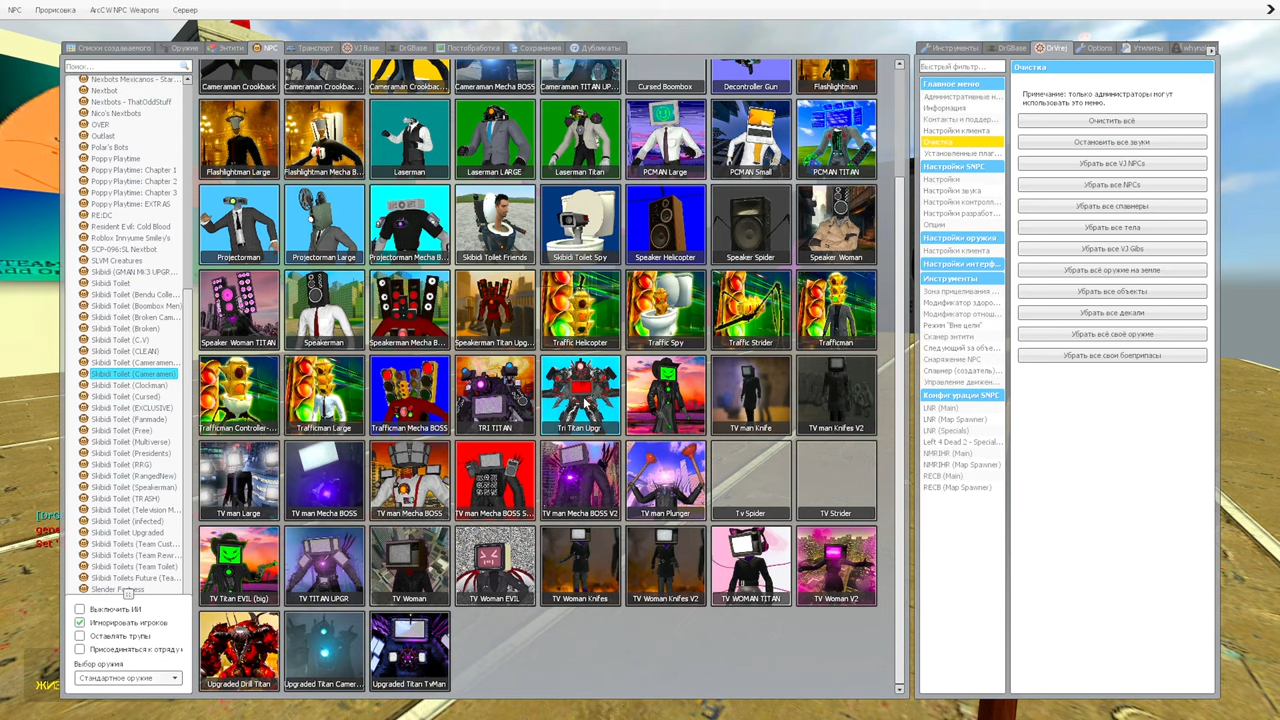 NPC Прорисовка ArcCW NPC Weapons Сервер
Списки создаваемого Оружие Энтити NPC Транспорт VJ Base DrGBase Постобработка Сохранения Дубликаты
Инструменты DrGBase DrVrej Options Утилиты
Поиск...
Nexbots Mexicanos - Star...
Nextbot
Nextbots - ThatOddStuff
Nico's Nextbots
OVER
Outlast
Polar's Bots
Poppy Playtime
Poppy Playtime: Chapter 1
Poppy Playtime: Chapter 2
Poppy Playtime: Chapter 3
Poppy Playtime: EXTRAS
RE:DC
Resident Evil: Cold Blood
Roblox Innyume Smiley's
SCP-096:SL Nextbot
SLVM Creatures
Skibidi (GMan Mk3 UPGR...
Skibidi Toilet
Skibidi Toilet (Bendu Colle...
Skibidi Toilet (Boombox Men)
Skibidi Toilet (Broken Cam...
Skibidi Toilet (Broken)
Skibidi Toilet (C.V)
Skibidi Toilet (CLEAN)
Skibidi Toilet (Cameramen...
Skibidi Toilet (Cameramen)
Skibidi Toilet (Clockman)
Skibidi Toilet (Cursed)
Skibidi Toilet (EXCLUSIVE)
Skibidi Toilet (Fanmade)
Skibidi Toilet (Free)
Skibidi Toilet (Multiverse)
Skibidi Toilet (Presidents)
Skibidi Toilet (RRG)
Skibidi Toilet (RangedNew)
Skibidi Toilet (Speakerman)
Skibidi Toilet (TRASH)
Skibidi Toilet (Television M...
Skibidi Toilet (infected)
Skibidi Toilet Upgraded
Skibidi Toilets (Team Cust...
Skibidi Toilets (Team Rewr...
Skibidi Toilets (Team Toilet)
Skibidi Toilets Future (Tea...
Slender Fortress
Выключить ИИ
Игнорировать игроков
Оставлять трупы
Присоединяться к отряду
Выбор оружия
Стандартное оружие
Cameraman Crookback Cameraman Crookbac... Cameraman Mecha BOSS Cameraman TITAN UP... Cursed Boombox Decontroller Gun Flashlightman
Flashlightman Large Flashlightman Mecha B... Laserman Laserman LARGE Laserman Titan PCMAN Large PCMAN Small PCMAN TITAN
Projectorman Projectorman Large Projectorman Mecha B... Skibidi Toilet Friends Skibidi Toilet Spy Speaker Helicopter Speaker Spider Speaker Woman
Speaker Woman TITAN Speakerman Speakerman Mecha B... Speakerman Titan Upg... Traffic Helicopter Traffic Spy Traffic Strider Trafficman
Trafficman Controller-... Trafficman Large Trafficman Mecha BOSS TRI TITAN Tri Titan Upgr TV man Knife TV man Knifes V2
TV man Large TV man Mecha BOSS TV man Mecha BOSS S... TV man Mecha BOSS V2 TV man Plunger Tv Spider TV Strider
TV Titan EVIL (big) TV TITAN UPGR TV Woman TV Woman EVIL TV Woman Knifes TV Woman Knifes V2 TV WOMAN TITAN TV Woman V2
Upgraded Drill Titan Upgraded Titan Camer... Upgraded Titan TvMan
Быстрый фильтр...
Главное меню
Административные н...
Информация
Контакты и поддер...
Настройки клиента
Очистка
Установленные плаг...
Настройки SNPC
Настройки
Настройки звука
Настройки контролл...
Настройки разработ...
Опции
Настройки оружия
Настройки клиента
Настройки интерф...
Инструменты
Зона прицеливания ...
Модификатор здоро...
Модификатор отнош...
Режим "Вне цели"
Сканер энтити
Следующий за объе...
Снаряжение NPC
Спавнер (создатель)...
Управление движен...
Конфигурации SNPC
LNR (Main)
LNR (Map Spawner)
LNR (Specials)
Left 4 Dead 2 - Special...
NMRIHR (Main)
NMRIHR (Map Spawner)
RECB (Main)
RECB (Map Spawner)
Очистка
Примечание: только администраторы могут
использовать это меню.
Очистить всё
Остановить все звуки
Убрать все VJ NPCs
Убрать все NPCs
Убрать все спавнеры
Убрать все тела
Убрать все VJ Gibs
Убрать всё оружие на земле
Убрать все объекты
Убрать все декали
Убрать всё своё оружие
Убрать все свои боеприпасы